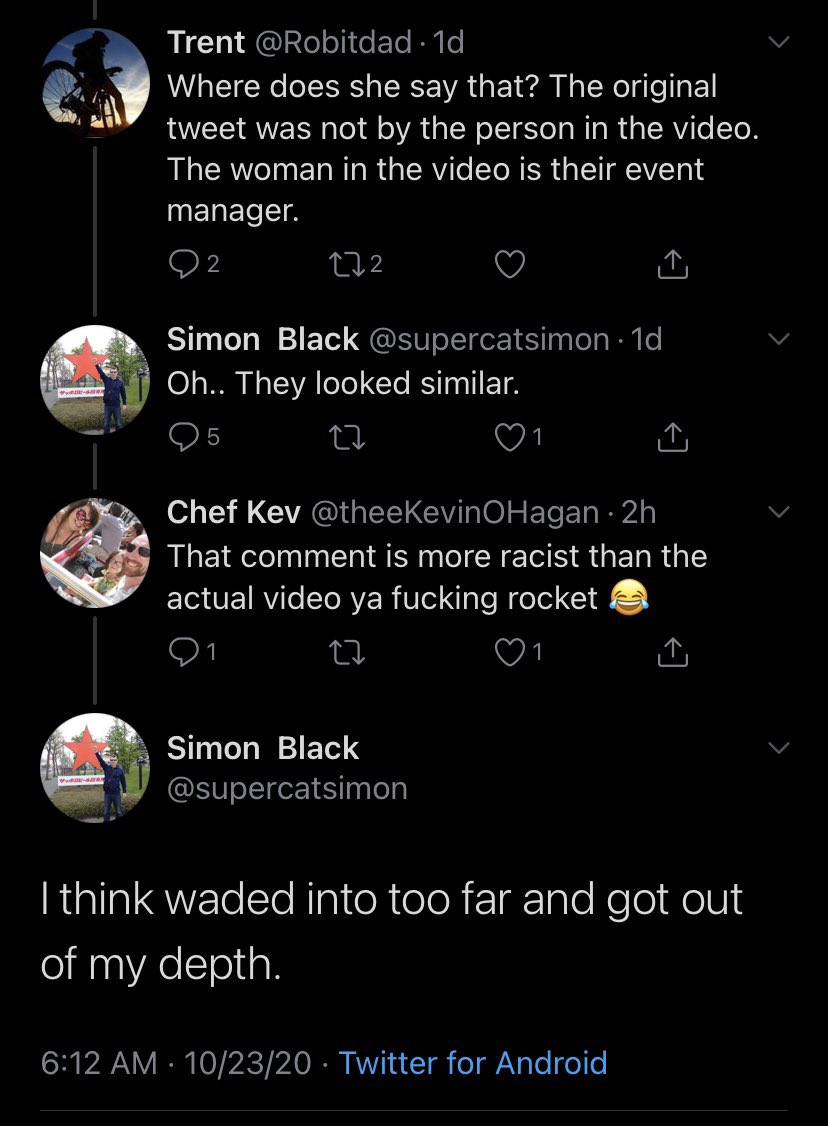 Trent @Robitdad · 1d
Where does she say that? The original
tweet was not by the person in the video.
The woman in the video is their event
manager.
2 2
Simon Black @supercatsimon · 1d
Oh.. They looked similar.
5 1
Chef Kev @theeKevinOHagan · 2h
That comment is more racist than the
actual video ya fucking rocket 😂
1 1
Simon Black
@supercatsimon
I think waded into too far and got out
of my depth.
6:12 AM · 10/23/20 · Twitter for Android